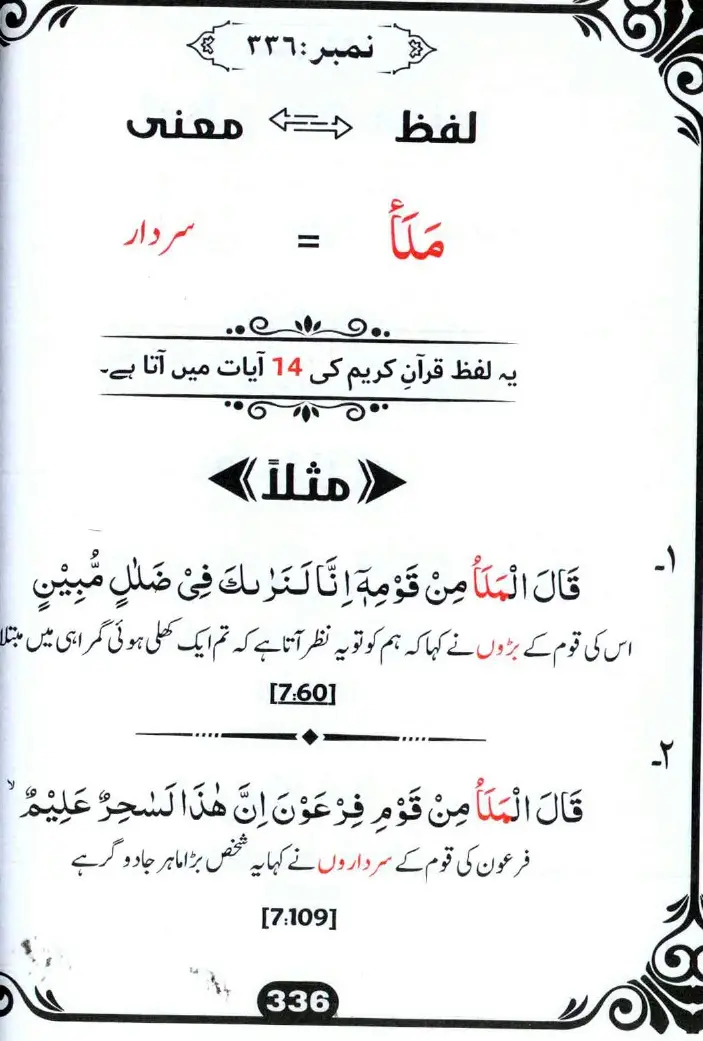 نمبر:۳۳٦
لفظ ⇐⇒ معنی
مَلَأ = سردار
یہ لفظ قرآنِ کریم کی 14 آیات میں آتا ہے۔
مثلاً
۱۔
قَالَ الْمَلَاُ مِنْ قَوْمِهٖۤ اِنَّا لَنَرٰىكَ فِیْ ضَلٰلٍ مُّبِیْنٍ
اس کی قوم کے بڑوں نے کہا کہ ہم کو تو یہ نظر آتا ہے کہ تم ایک کھلی ہوئی گمراہی میں مبتلا
[7:60]
۲۔
قَالَ الْمَلَاُ مِنْ قَوْمِ فِرْعَوْنَ اِنَّ هٰذَا لَسٰحِرٌ عَلِیْمٌ ۙ
فرعون کی قوم کے سرداروں نے کہا یہ شخص بڑا ماہر جادوگر ہے
[7:109]
336